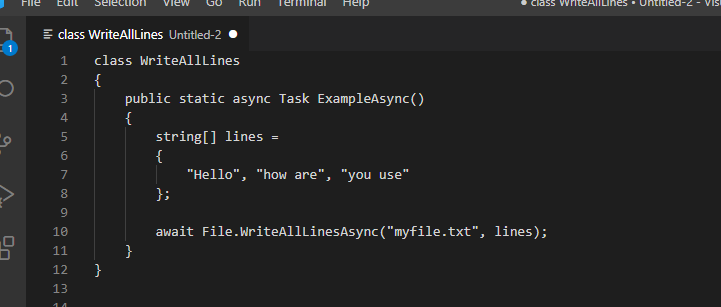 File Edit Selection View Go Run Terminal Help ● class WriteAllLines • Untitled-2 - Vis
class WriteAllLines Untitled-2 ●
1
1 class WriteAllLines
2 {
3 public static async Task ExampleAsync()
4 {
5 string[] lines =
6 {
7 "Hello", "how are", "you use"
8 };
9
10 await File.WriteAllLinesAsync("myfile.txt", lines);
11 }
12 }
13